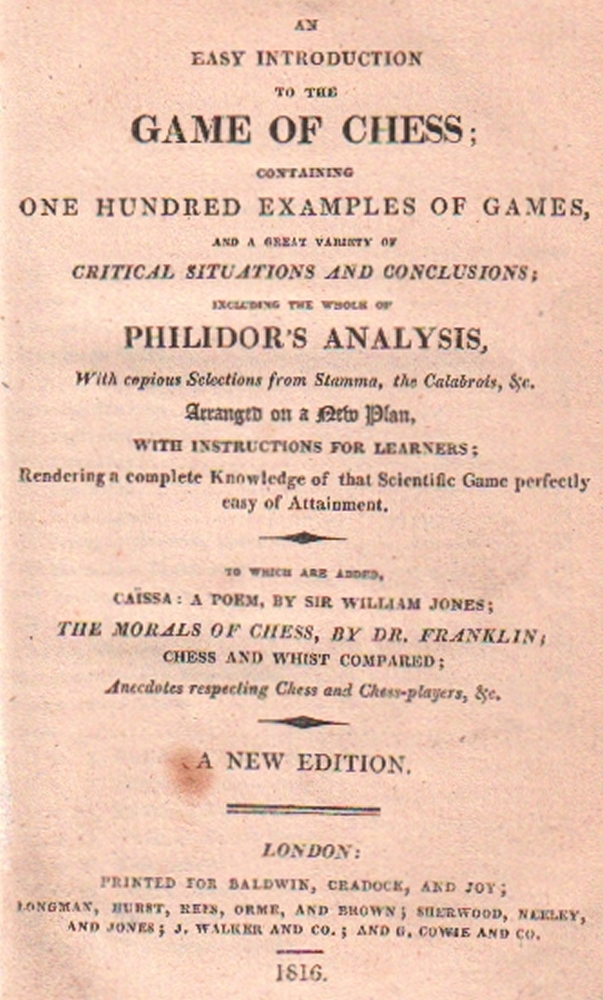 AN
EASY INTRODUCTION
TO THE
GAME OF CHESS;
CONTAINING
ONE HUNDRED EXAMPLES OF GAMES,
AND A GREAT VARIETY OF
CRITICAL SITUATIONS AND CONCLUSIONS;
INCLUDING THE WHOLE OF
PHILIDOR'S ANALYSIS,
With copious Selections from Stamma, the Calabrois, &c.
Arranged on a New Plan,
WITH INSTRUCTIONS FOR LEARNERS;
Rendering a complete Knowledge of that Scientific Game perfectly
easy of Attainment.
TO WHICH ARE ADDED,
CAÏSSA: A POEM, BY SIR WILLIAM JONES;
THE MORALS OF CHESS, BY DR. FRANKLIN;
CHESS AND WHIST COMPARED;
Anecdotes respecting Chess and Chess-players, &c.
A NEW EDITION.
LONDON:
PRINTED FOR BALDWIN, CRADOCK, AND JOY;
LONGMAN, HURST, REES, ORME, AND BROWN; SHERWOOD, NEELEY,
AND JONES; J. WALKER AND CO.; AND G. COWIE AND CO.
1816.